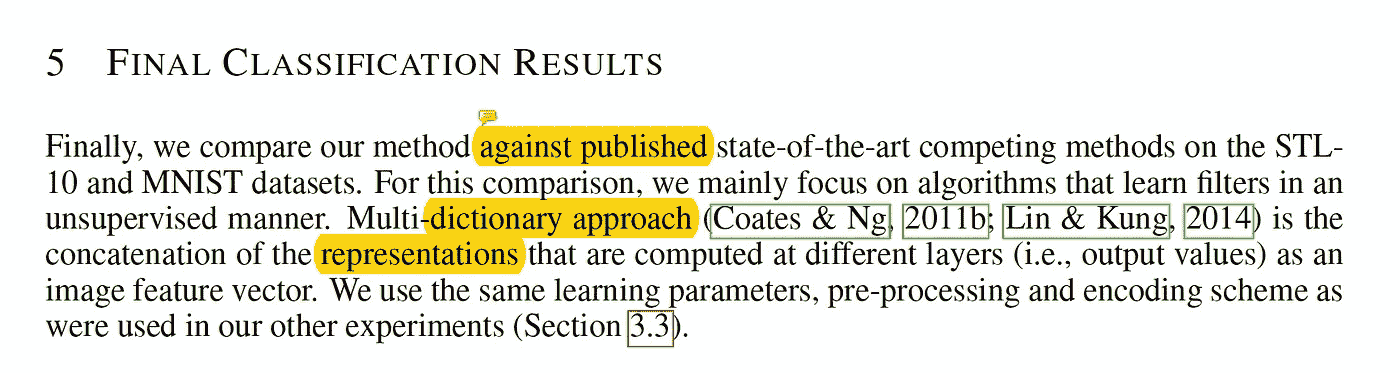 5 FINAL CLASSIFICATION RESULTS
Finally, we compare our method against published state-of-the-art competing methods on the STL-
10 and MNIST datasets. For this comparison, we mainly focus on algorithms that learn filters in an
unsupervised manner. Multi-dictionary approach (Coates & Ng, 2011b; Lin & Kung, 2014) is the
concatenation of the representations that are computed at different layers (i.e., output values) as an
image feature vector. We use the same learning parameters, pre-processing and encoding scheme as
were used in our other experiments (Section 3.3).